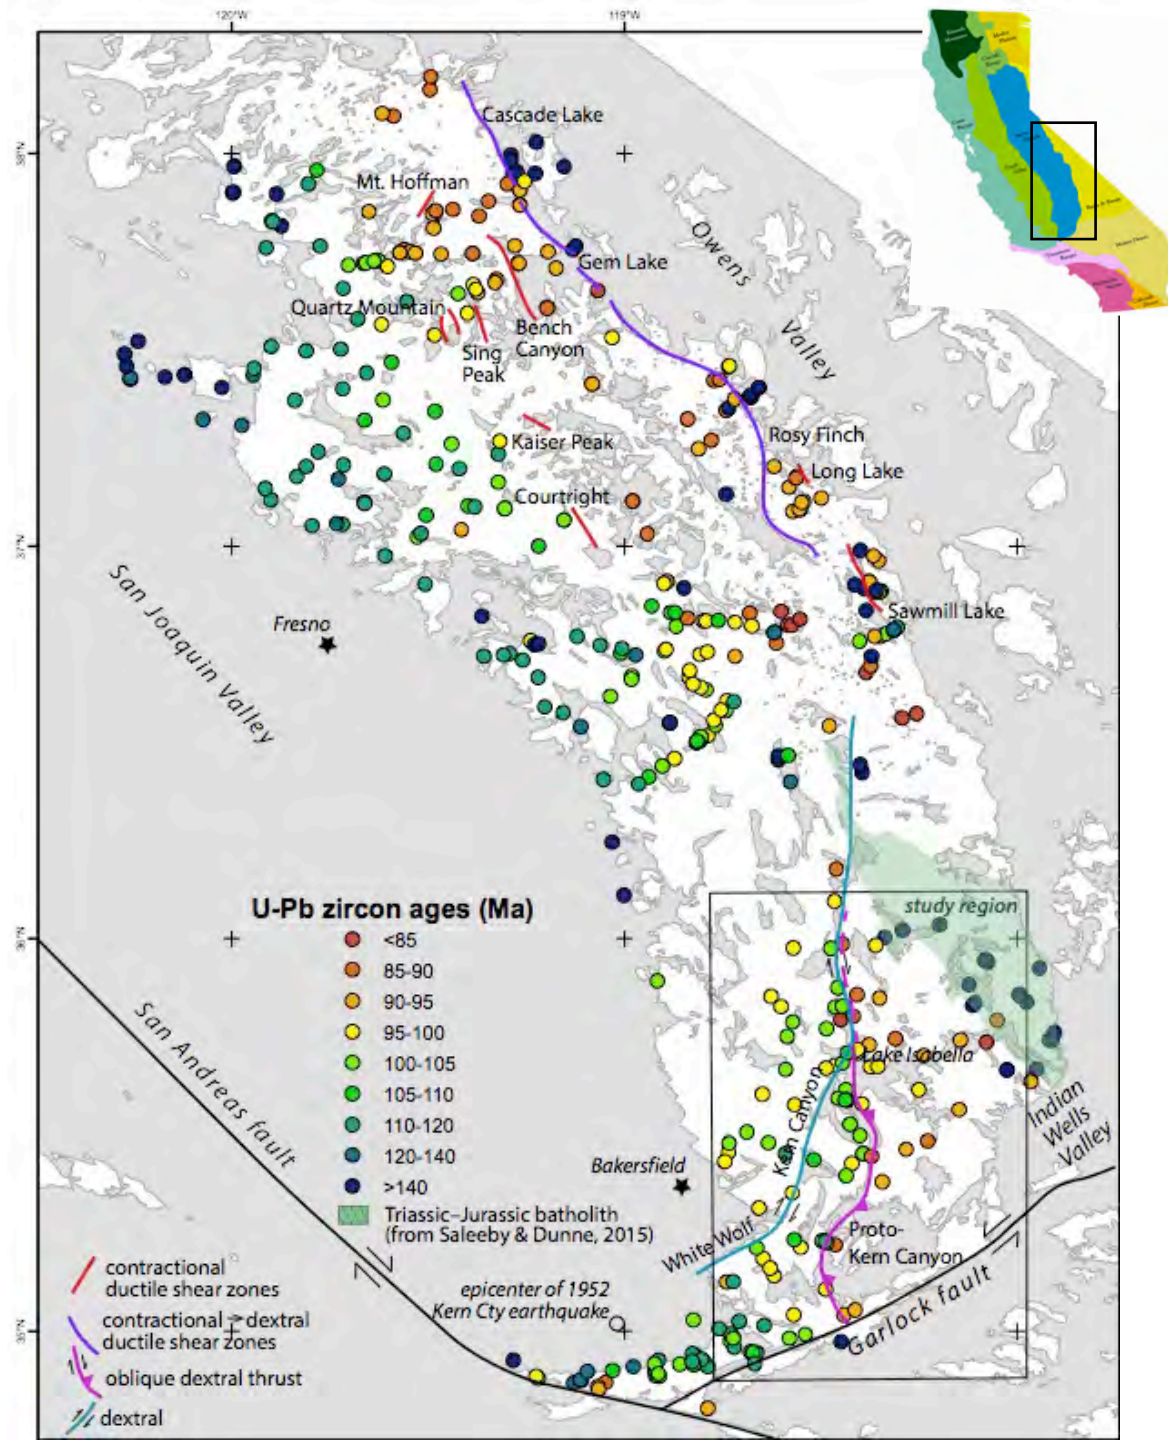 120°W
119°W
38°N
37°N
36°N
35°N
Cascade Lake
Mt. Hoffman
Owens
Valley
Gem Lake
Quartz Mountain
Bench
Canyon
Sing
Peak
Kaiser Peak
Rosy Finch
Long Lake
Courtright
Sawmill Lake
San Joaquin Valley
Fresno
U-Pb zircon ages (Ma)
<85
85-90
90-95
95-100
100-105
105-110
110-120
120-140
>140
Triassic–Jurassic batholith
(from Saleeby & Dunne, 2015)
study region
Lake Isabella
Kern Canyon
Indian
Wells
Valley
San Andreas fault
Bakersfield
White Wolf
Proto-
Kern Canyon
Garlock fault
epicenter of 1952
Kern Cty earthquake
contractional
ductile shear zones
contractional → dextral
ductile shear zones
oblique dextral thrust
dextral